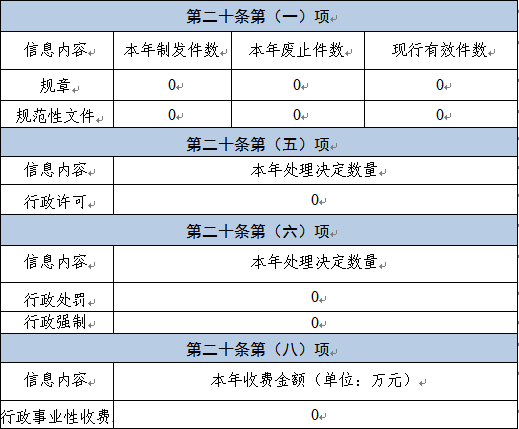 第二十条第（一）项
信息内容 本年制发件数 本年废止件数 现行有效件数
规章 0 0 0
规范性文件 0 0 0
第二十条第（五）项
信息内容 本年处理决定数量
行政许可 0
第二十条第（六）项
信息内容 本年处理决定数量
行政处罚 0
行政强制 0
第二十条第（八）项
信息内容 本年收费金额（单位：万元）
行政事业性收费 0